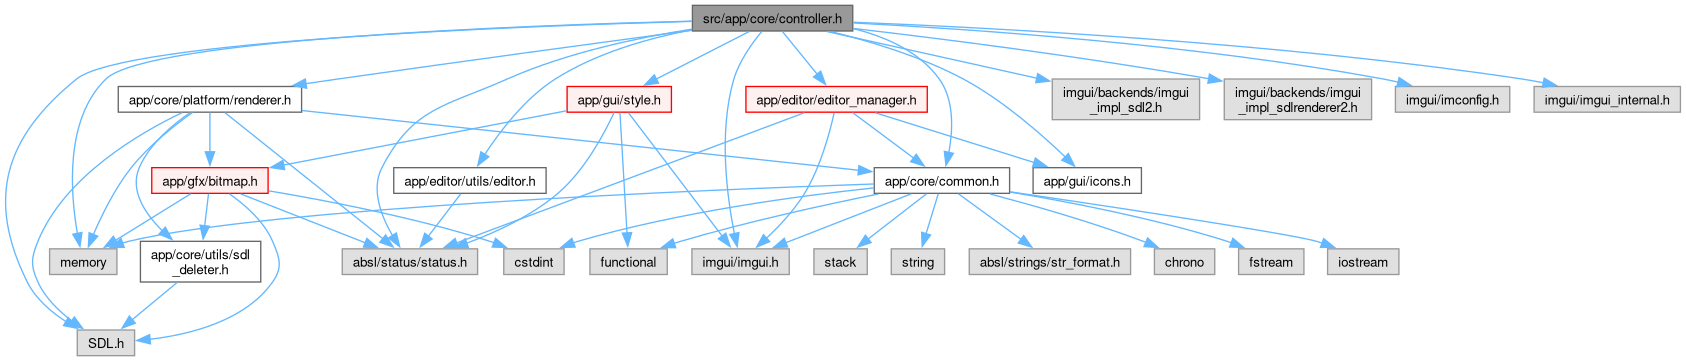 src/app/core/controller.h
app/core/platform/renderer.h
app/gui/style.h
app/editor/editor_manager.h
imgui/backends/imgui
_impl_sdl2.h
imgui/backends/imgui
_impl_sdlrenderer2.h
imgui/imconfig.h
imgui/imgui_internal.h
app/gfx/bitmap.h
app/editor/utils/editor.h
app/core/common.h
app/gui/icons.h
memory
app/core/utils/sdl
_deleter.h
absl/status/status.h
cstdint
functional
imgui/imgui.h
stack
string
absl/strings/str_format.h
chrono
fstream
iostream
SDL.h